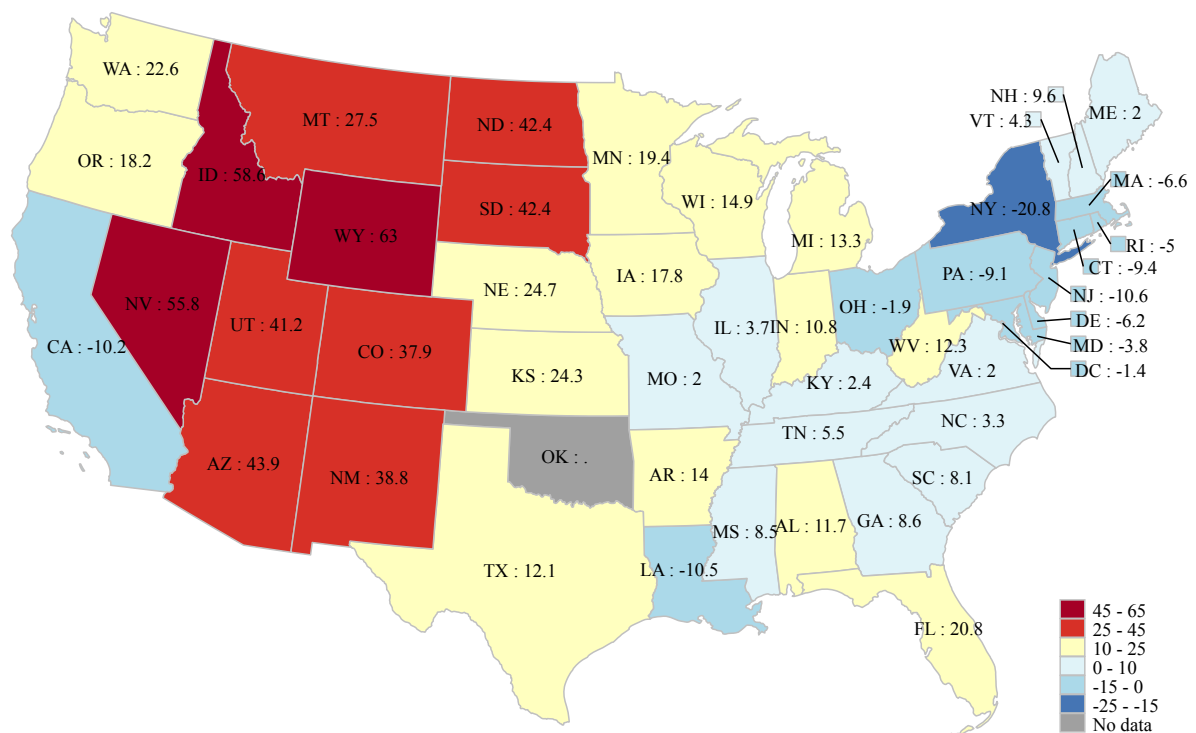 WA : 22.6
MT : 27.5
ND : 42.4
NH : 9.6
ME : 2
VT : 4.3
OR : 18.2
ID : 58.6
MN : 19.4
SD : 42.4
WI : 14.9
NY : -20.8
MA : -6.6
WY : 63
MI : 13.3
RI : -5
CT : -9.4
PA : -9.1
NJ : -10.6
NV : 55.8
UT : 41.2
NE : 24.7
IA : 17.8
OH : -1.9
DE : -6.2
CA : -10.2
CO : 37.9
IL : 3.7
IN : 10.8
WV : 12.3
MD : -3.8
DC : -1.4
KS : 24.3
MO : 2
KY : 2.4
VA : 2
TN : 5.5
NC : 3.3
AZ : 43.9
NM : 38.8
OK : .
AR : 14
SC : 8.1
MS : 8.5
AL : 11.7
GA : 8.6
TX : 12.1
LA : -10.5
FL : 20.8
45 - 65
25 - 45
10 - 25
0 - 10
-15 - 0
-25 - -15
No data